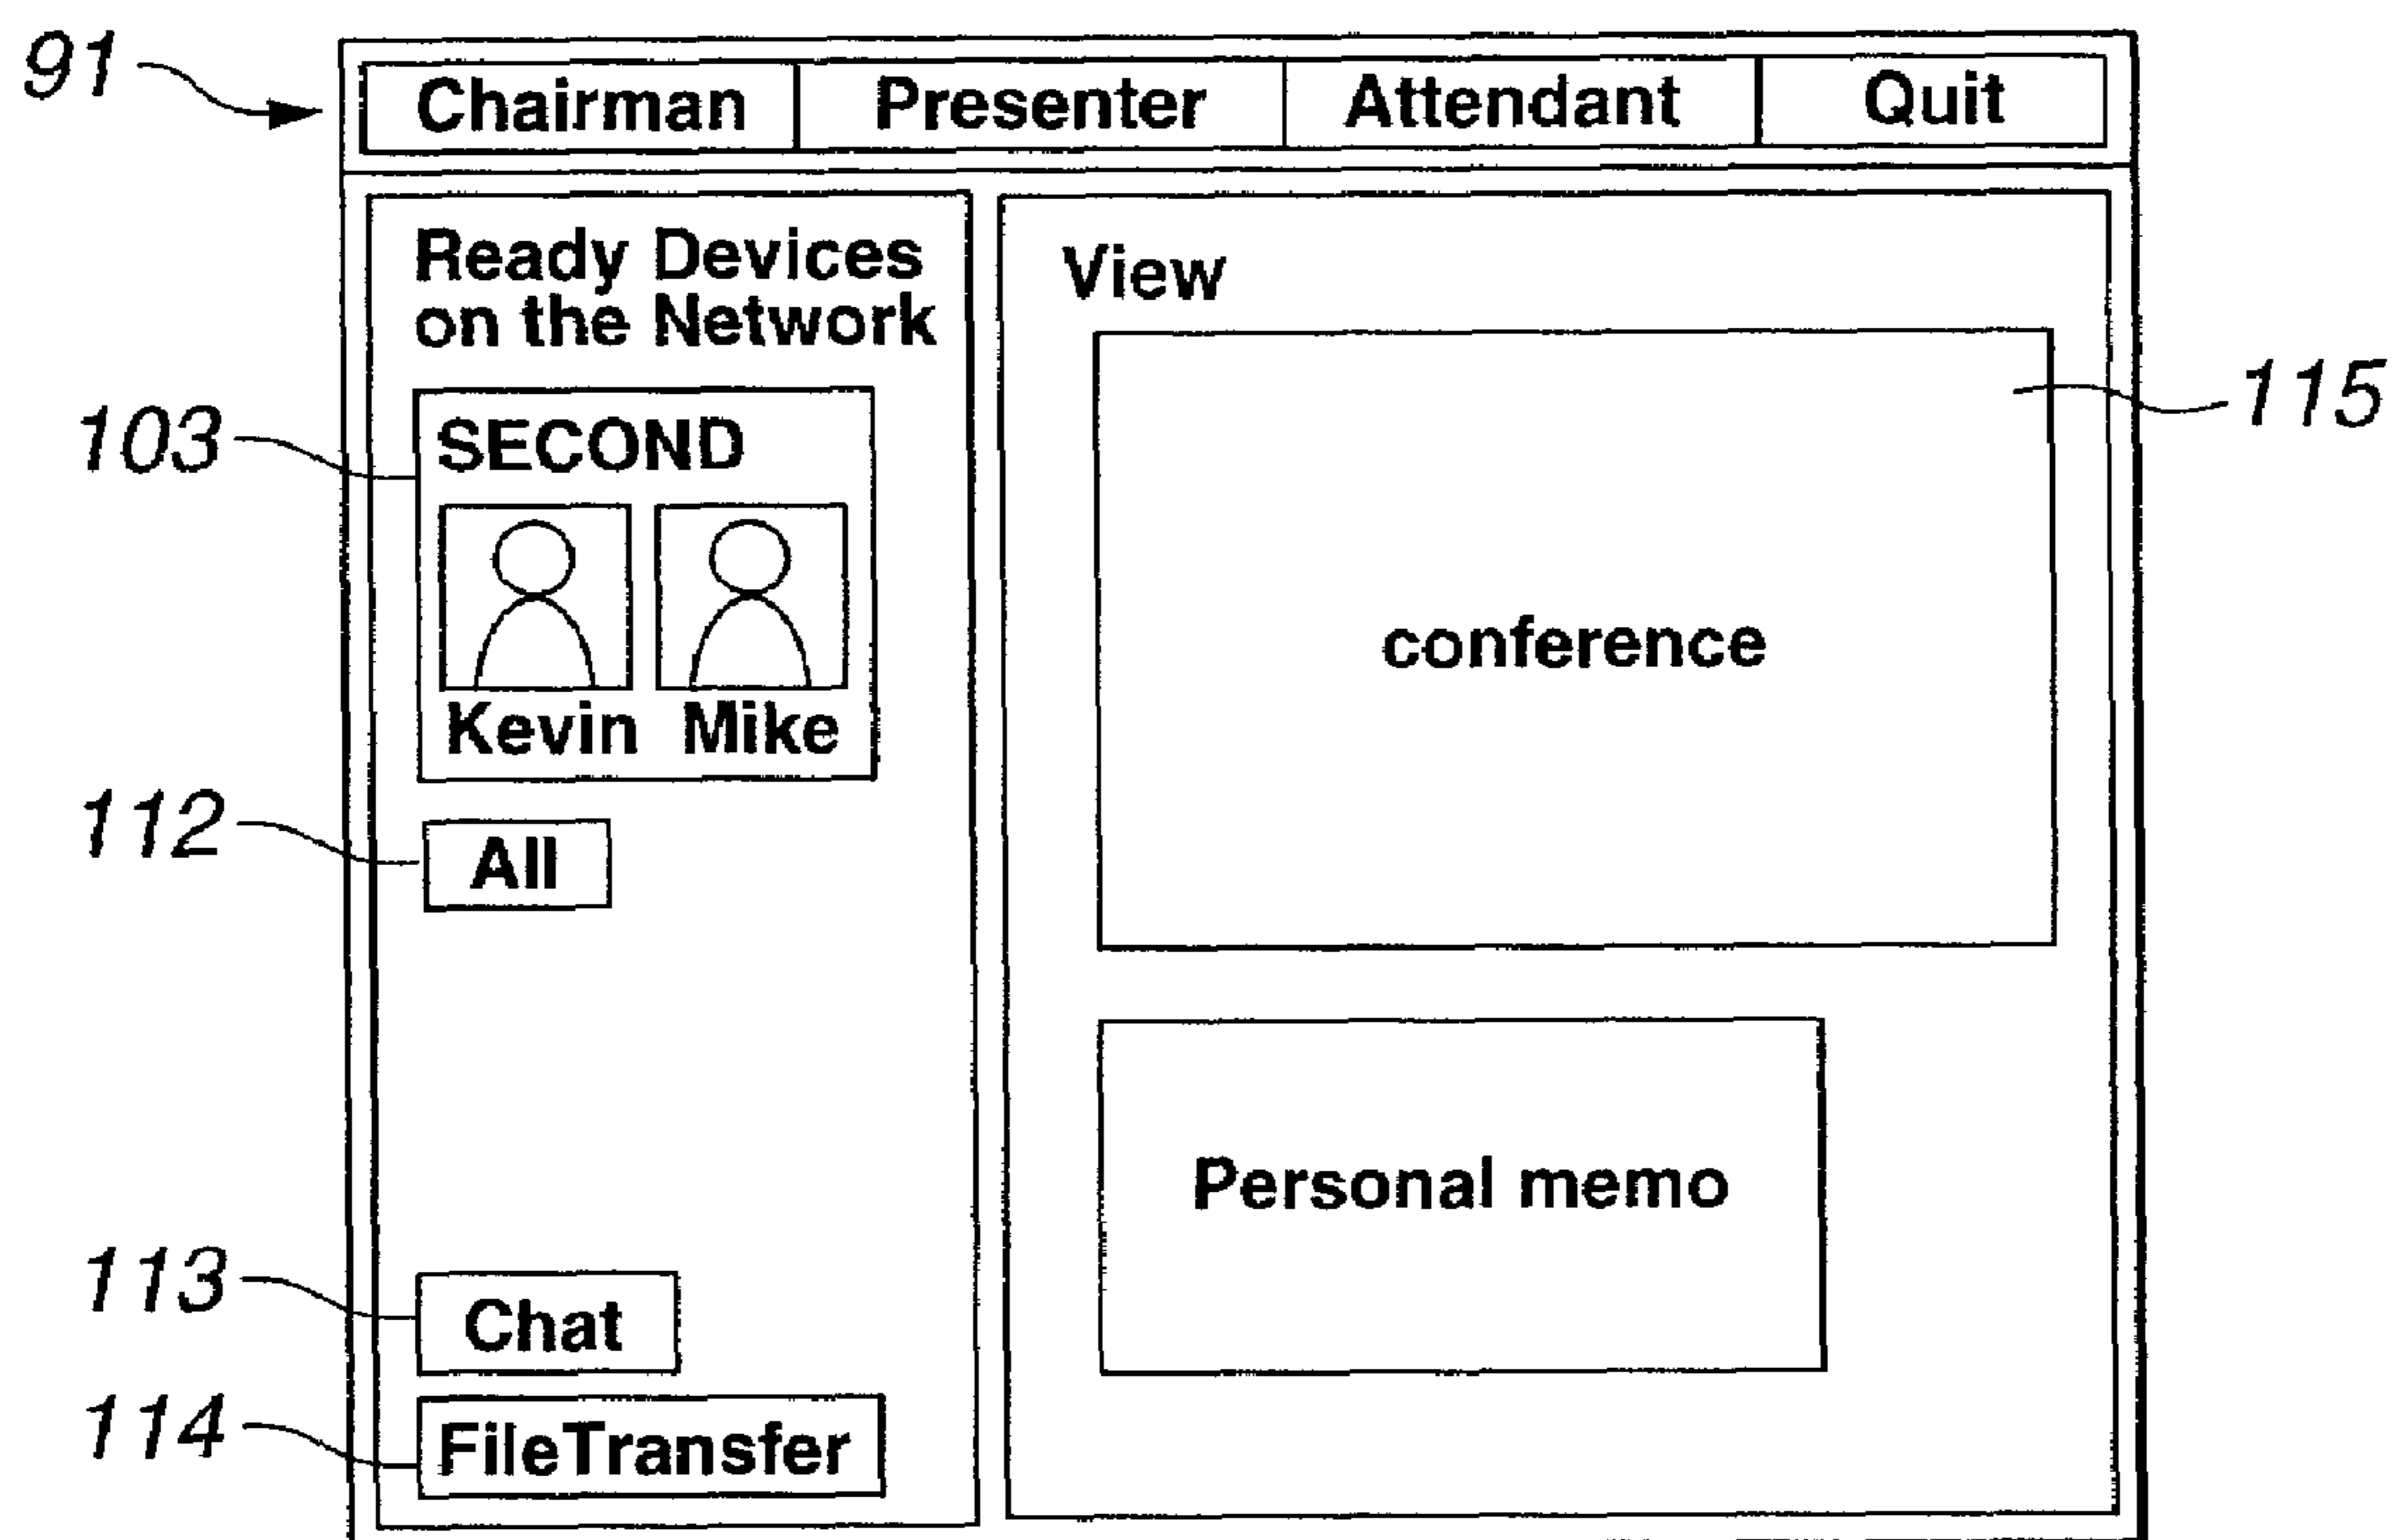 91
Chairman Presenter Attendant Quit
Ready Devices
on the Network
103
SECOND
Kevin Mike
112
All
113
Chat
114
FileTransfer
View
115
conference
Personal memo